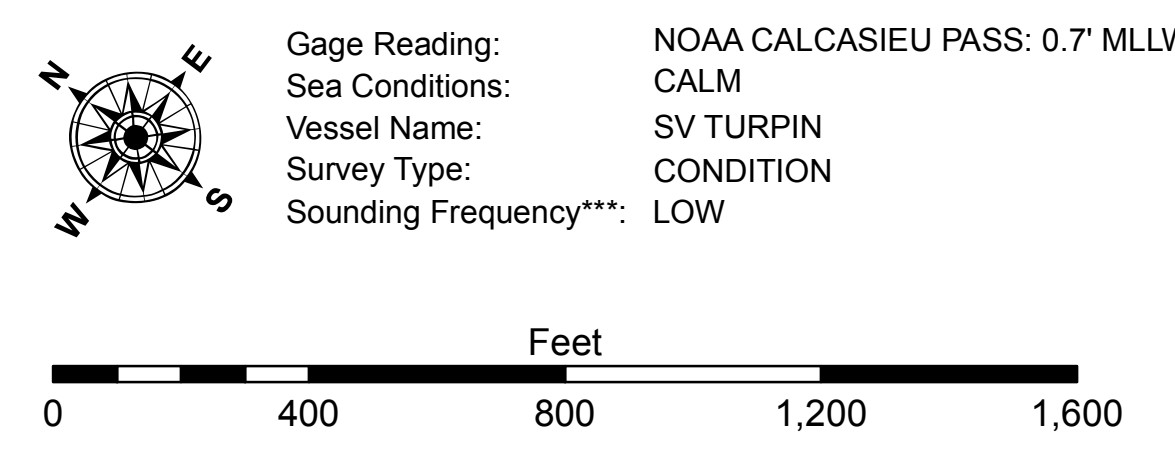 N E
W S
Gage Reading: NOAA CALCASIEU PASS: 0.7' MLLW
Sea Conditions: CALM
Vessel Name: SV TURPIN
Survey Type: CONDITION
Sounding Frequency***: LOW
Feet
0 400 800 1,200 1,600